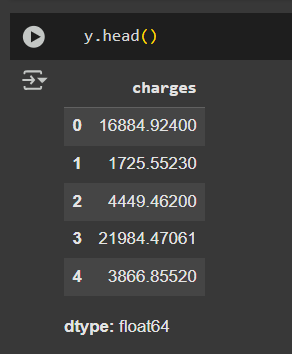 y.head()
charges
0 16884.92400
1 1725.55230
2 4449.46200
3 21984.47061
4 3866.85520
dtype: float64